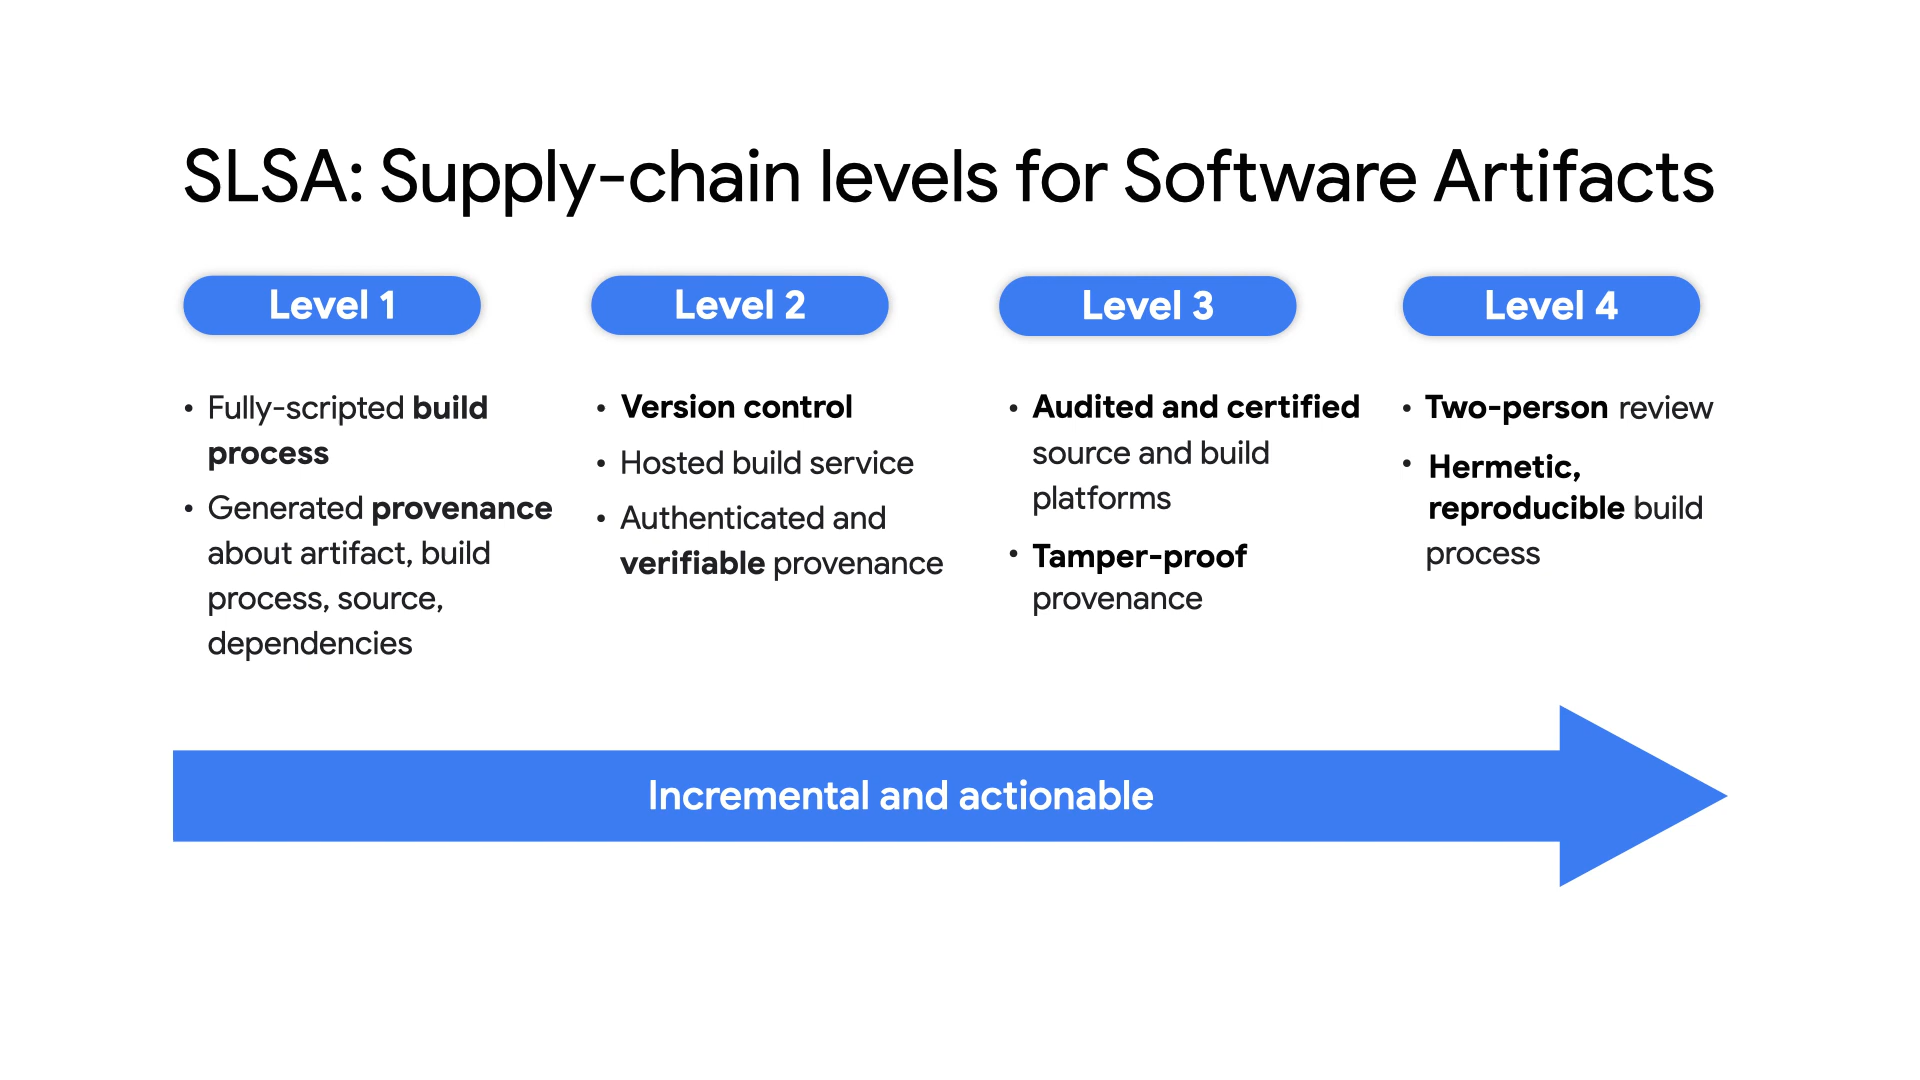 SLSA: Supply-chain levels for Software Artifacts
Level 1
• Fully-scripted build
process
• Generated provenance
about artifact, build
process, source,
dependencies
Level 2
• Version control
• Hosted build service
• Authenticated and
verifiable provenance
Level 3
• Audited and certified
source and build
platforms
• Tamper-proof
provenance
Level 4
• Two-person review
• Hermetic,
reproducible build
process
Incremental and actionable